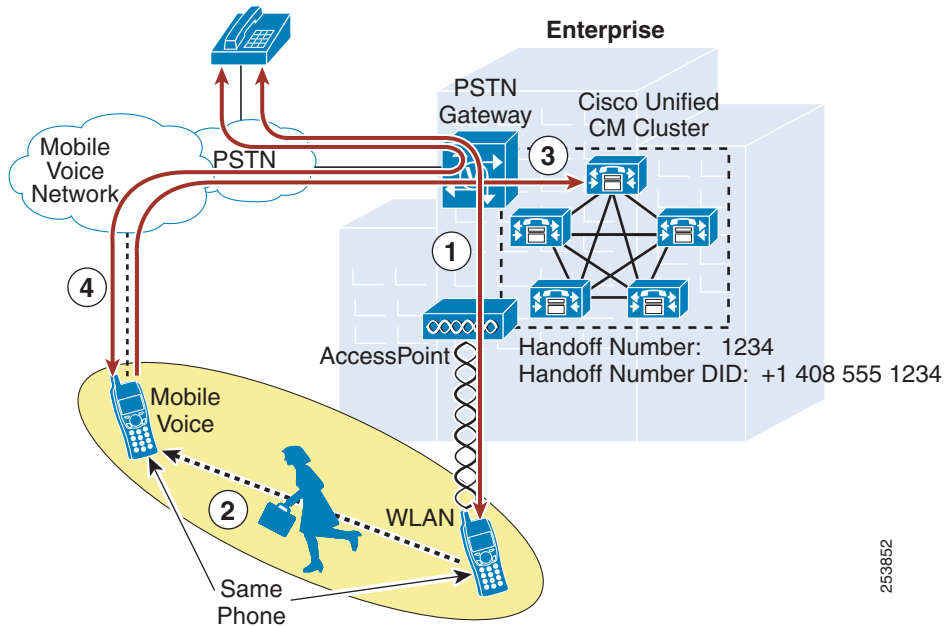 Enterprise
PSTN
Gateway
Cisco Unified
CM Cluster
Mobile
Voice
Network
PSTN
3
1
4
AccessPoint
Handoff Number: 1234
Handoff Number DID: +1 408 555 1234
Mobile
Voice
2
WLAN
Same
Phone
253852